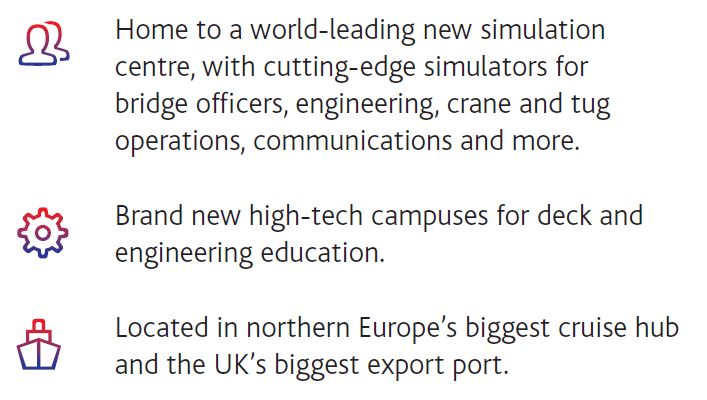 Home to a world-leading new simulation
centre, with cutting-edge simulators for
bridge officers, engineering, crane and tug
operations, communications and more.
Brand new high-tech campuses for deck and
engineering education.
Located in northern Europe’s biggest cruise hub
and the UK’s biggest export port.